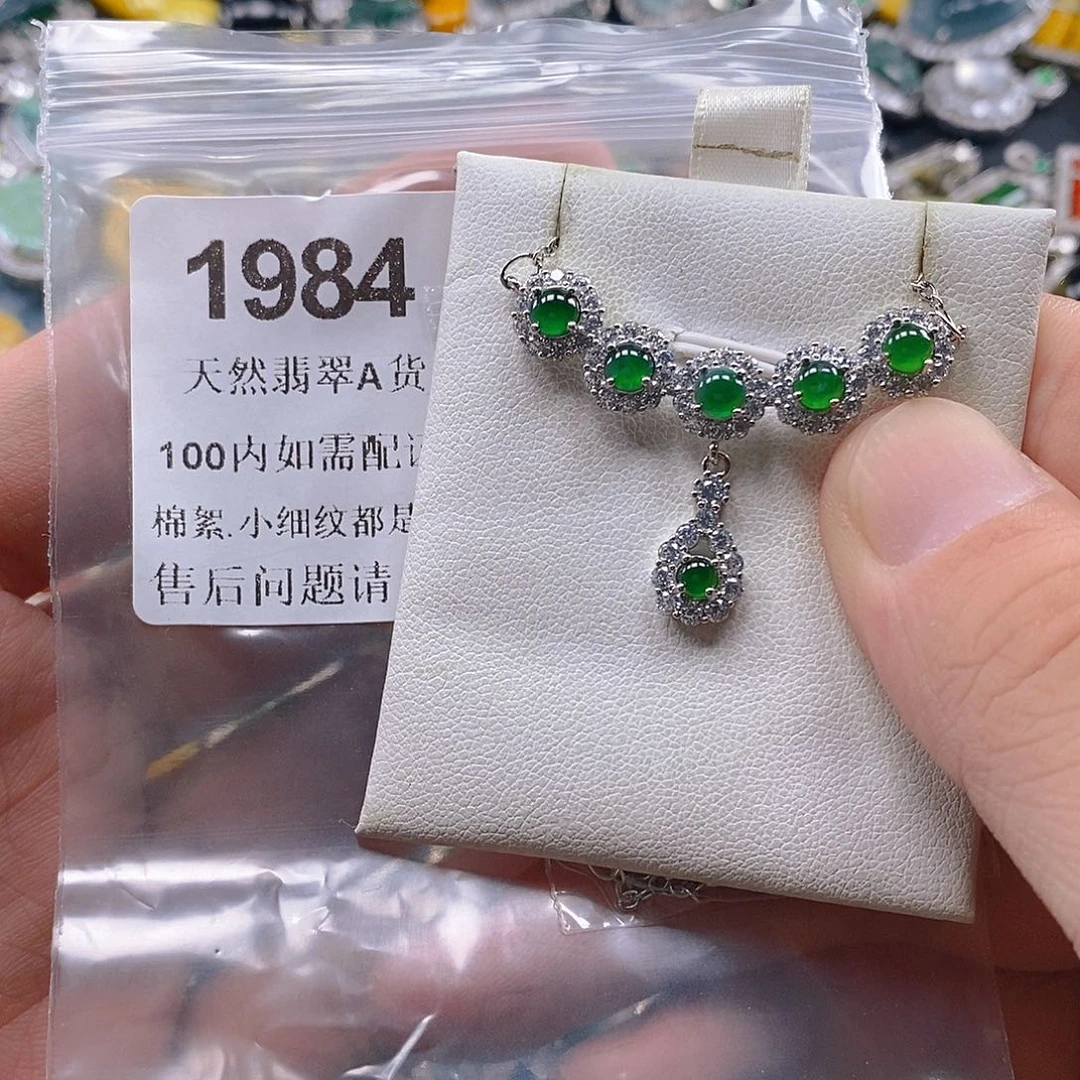 1984
天然翡翠A货
100内如需配
棉絮.小细纹都是
售后问题请